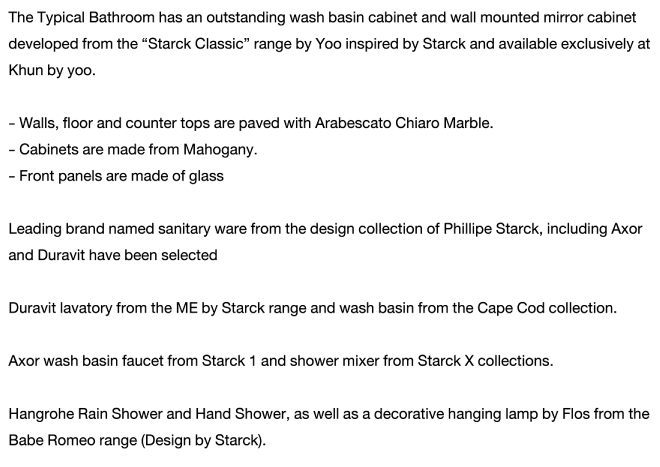 The Typical Bathroom has an outstanding wash basin cabinet and wall mounted mirror cabinet
developed from the “Starck Classic” range by Yoo inspired by Starck and available exclusively at
Khun by yoo.
– Walls, floor and counter tops are paved with Arabescato Chiaro Marble.
– Cabinets are made from Mahogany.
– Front panels are made of glass
Leading brand named sanitary ware from the design collection of Phillipe Starck, including Axor
and Duravit have been selected
Duravit lavatory from the ME by Starck range and wash basin from the Cape Cod collection.
Axor wash basin faucet from Starck 1 and shower mixer from Starck X collections.
Hangrohe Rain Shower and Hand Shower, as well as a decorative hanging lamp by Flos from the
Babe Romeo range (Design by Starck).